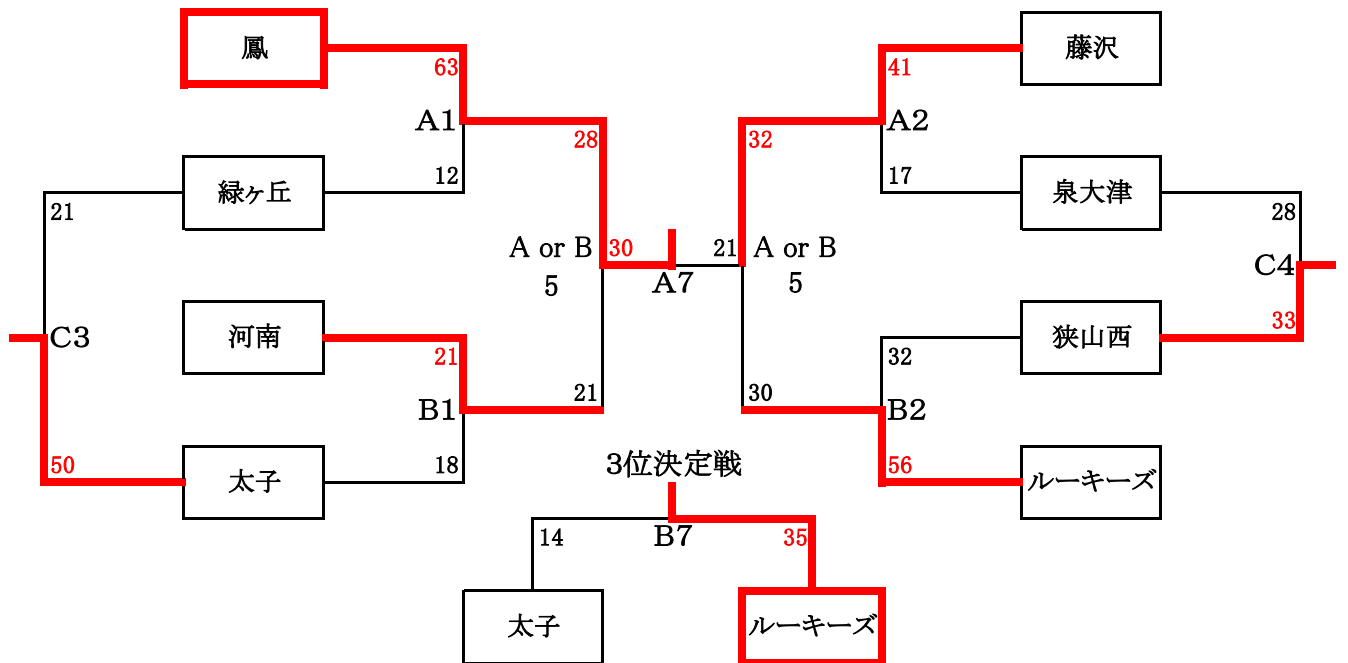 鳳
藤沢
63
41
A1
A2
28
32
12
17
緑ヶ丘
泉大津
21
28
A or B
5
30
21
A or B
5
A7
C4
C3
河南
狭山西
33
21
32
B1
21
30
B2
50
18
56
太子
ルーキーズ
3位決定戦
14
B7
35
太子
ルーキーズ